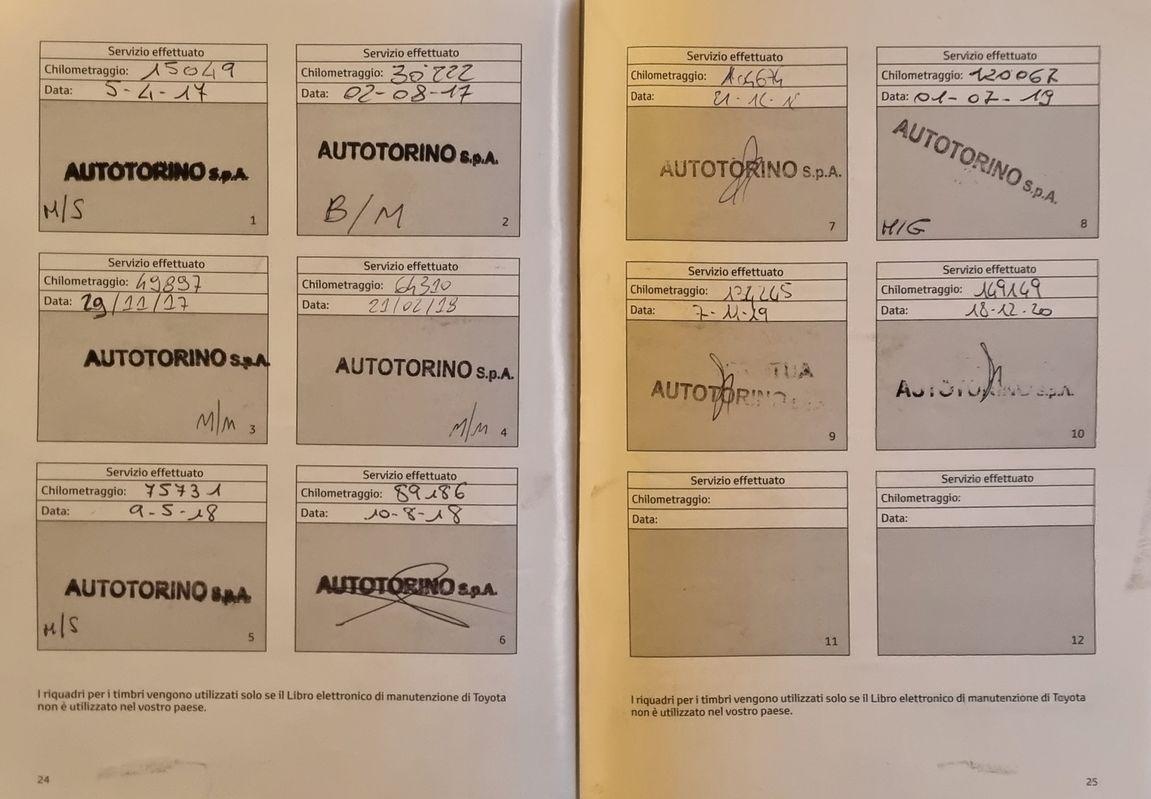 Servizio effettuato
Chilometraggio: 15049
Data: 5-4-17
AUTOTORINO S.p.A.
M/S
1
Servizio effettuato
Chilometraggio: 30222
Data: 02-08-17
AUTOTORINO S.p.A.
B/M
2
Servizio effettuato
Chilometraggio: 49897
Data: 29/11/17
AUTOTORINO S.p.A.
M/M 3
Servizio effettuato
Chilometraggio: 64310
Data: 21/02/18
AUTOTORINO S.p.A.
M/M 4
Servizio effettuato
Chilometraggio: 75731
Data: 9-5-18
AUTOTORINO S.p.A.
M/S
5
Servizio effettuato
Chilometraggio: 89186
Data: 10-8-18
AUTOTORINO S.p.A.
6
I riquadri per i timbri vengono utilizzati solo se il Libro elettronico di manutenzione di Toyota
non è utilizzato nel vostro paese.
24
Servizio effettuato
Chilometraggio:
Data:
AUTOTORINO S.p.A.
7
Servizio effettuato
Chilometraggio: 120067
Data: 01-07-19
AUTOTORINO S.p.A.
M/G
8
Servizio effettuato
Chilometraggio:
Data: 7-11-19
TUA
AUTOTORINO
9
Servizio effettuato
Chilometraggio: 149149
Data: 18-12-20
AUTOTORINO S.p.A.
10
Servizio effettuato
Chilometraggio:
Data:
11
Servizio effettuato
Chilometraggio:
Data:
12
I riquadri per i timbri vengono utilizzati solo se il Libro elettronico di manutenzione di Toyota
non è utilizzato nel vostro paese.
25